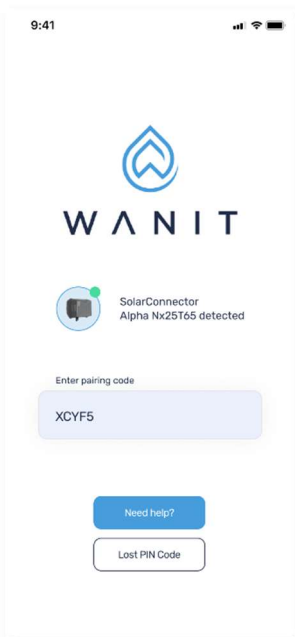 9:41
WANIT
SolarConnector
Alpha Nx25T65 detected
Enter pairing code
XCYF5
Need help?
Lost PIN Code